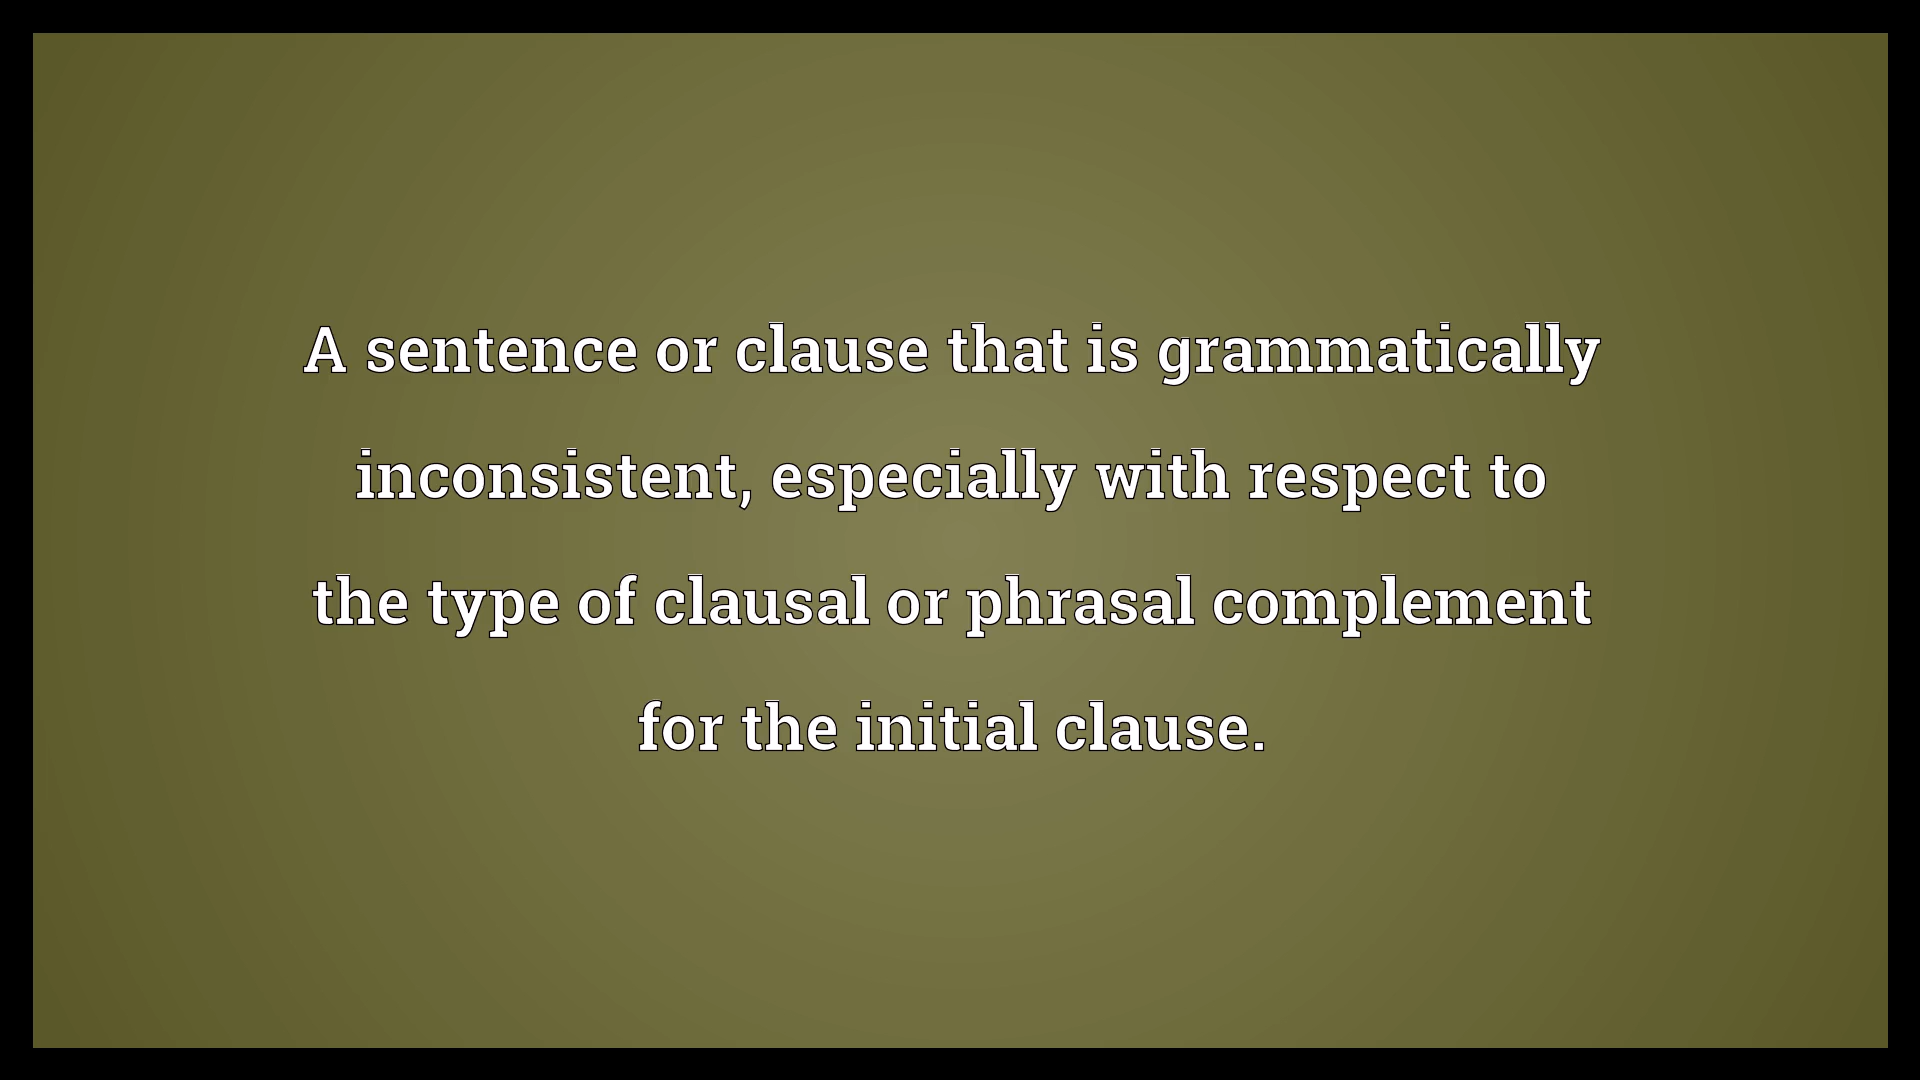 A sentence or clause that is grammatically
inconsistent, especially with respect to
the type of clausal or phrasal complement
for the initial clause.